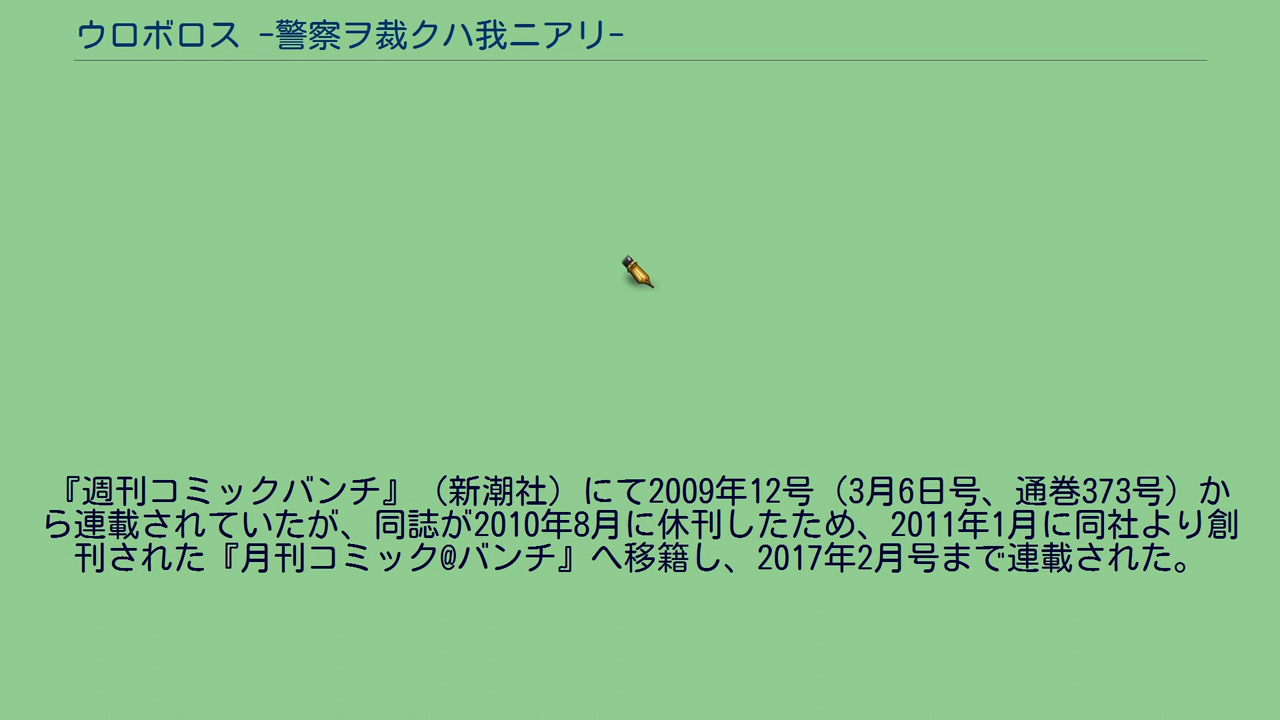 ウロボロス -警察ヲ裁クハ我ニアリ-
『週刊コミックバンチ』（新潮社）にて2009年12号（3月6日号、通巻373号）か
ら連載されていたが、同誌が2010年8月に休刊したため、2011年1月に同社より創
刊された『月刊コミック@バンチ』へ移籍し、2017年2月号まで連載された。